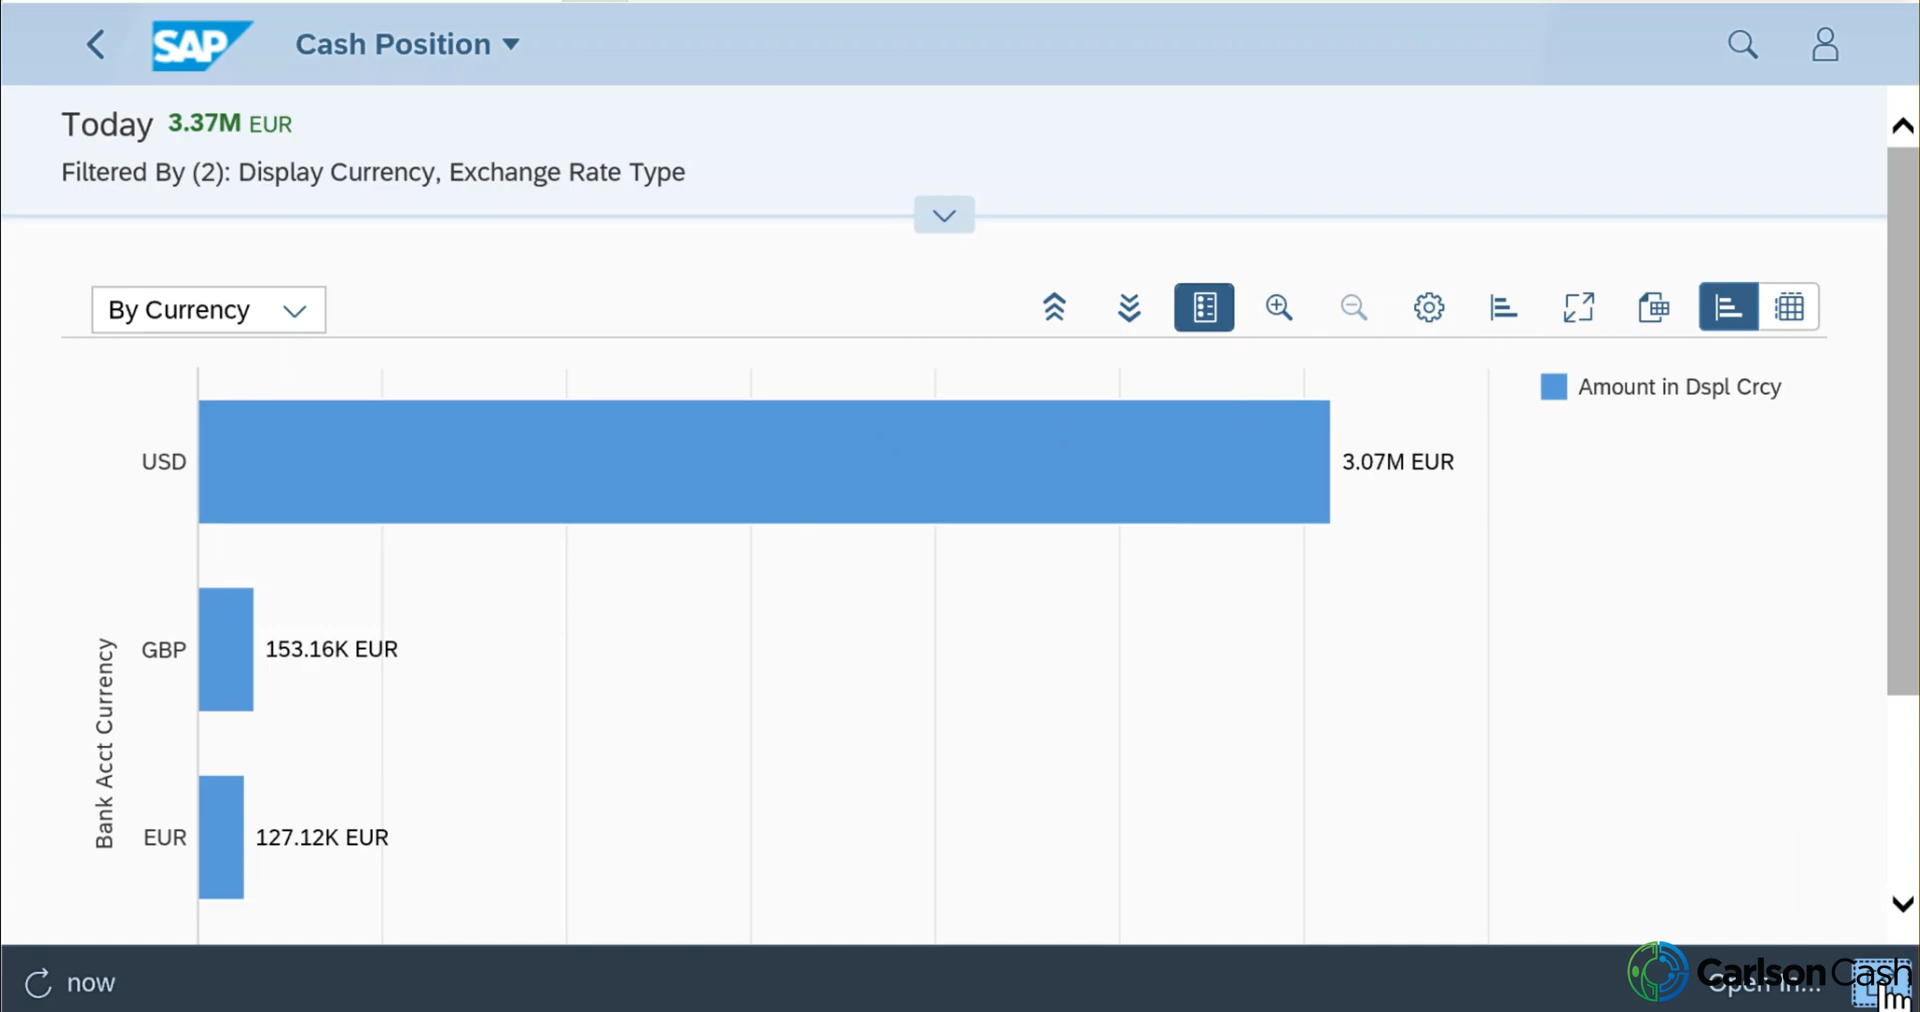 SAP Cash Position
Today 3.37M EUR
Filtered By (2): Display Currency, Exchange Rate Type
By Currency
Amount in Dspl Crcy
USD 3.07M EUR
GBP 153.16K EUR
EUR 127.12K EUR
Bank Acct Currency
now
Open In...
Carlson Cash